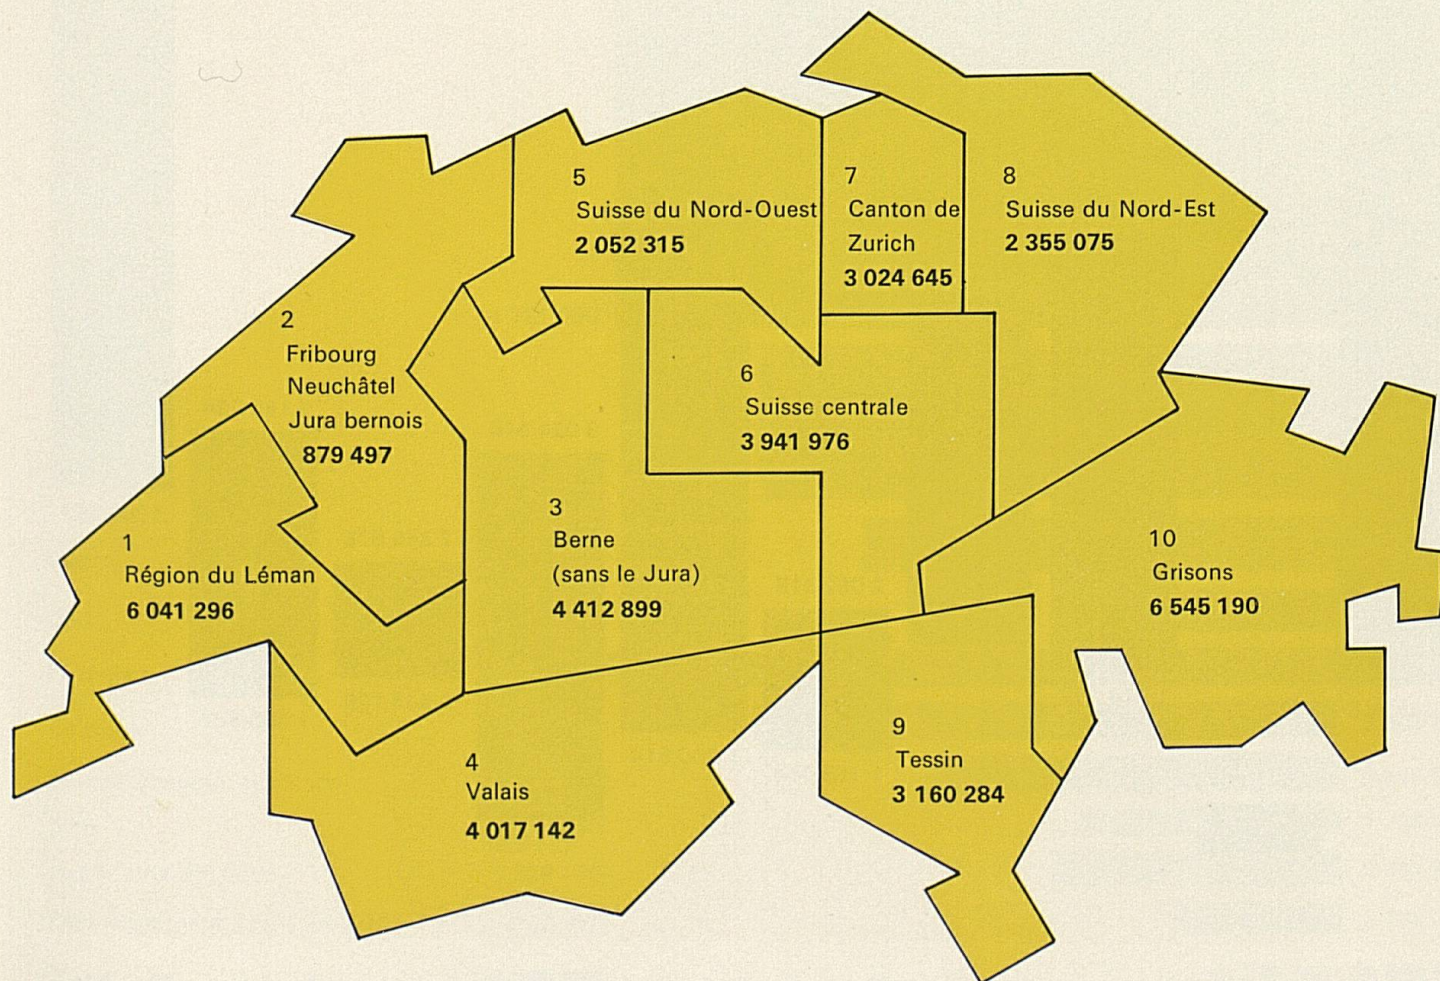 1
Région du Léman
6 041 296
2
Fribourg
Neuchâtel
Jura bernois
879 497
3
Berne
(sans le Jura)
4 412 899
4
Valais
4 017 142
5
Suisse du Nord-Ouest
2 052 315
6
Suisse centrale
3 941 976
7
Canton de
Zurich
3 024 645
8
Suisse du Nord-Est
2 355 075
9
Tessin
3 160 284
10
Grisons
6 545 190